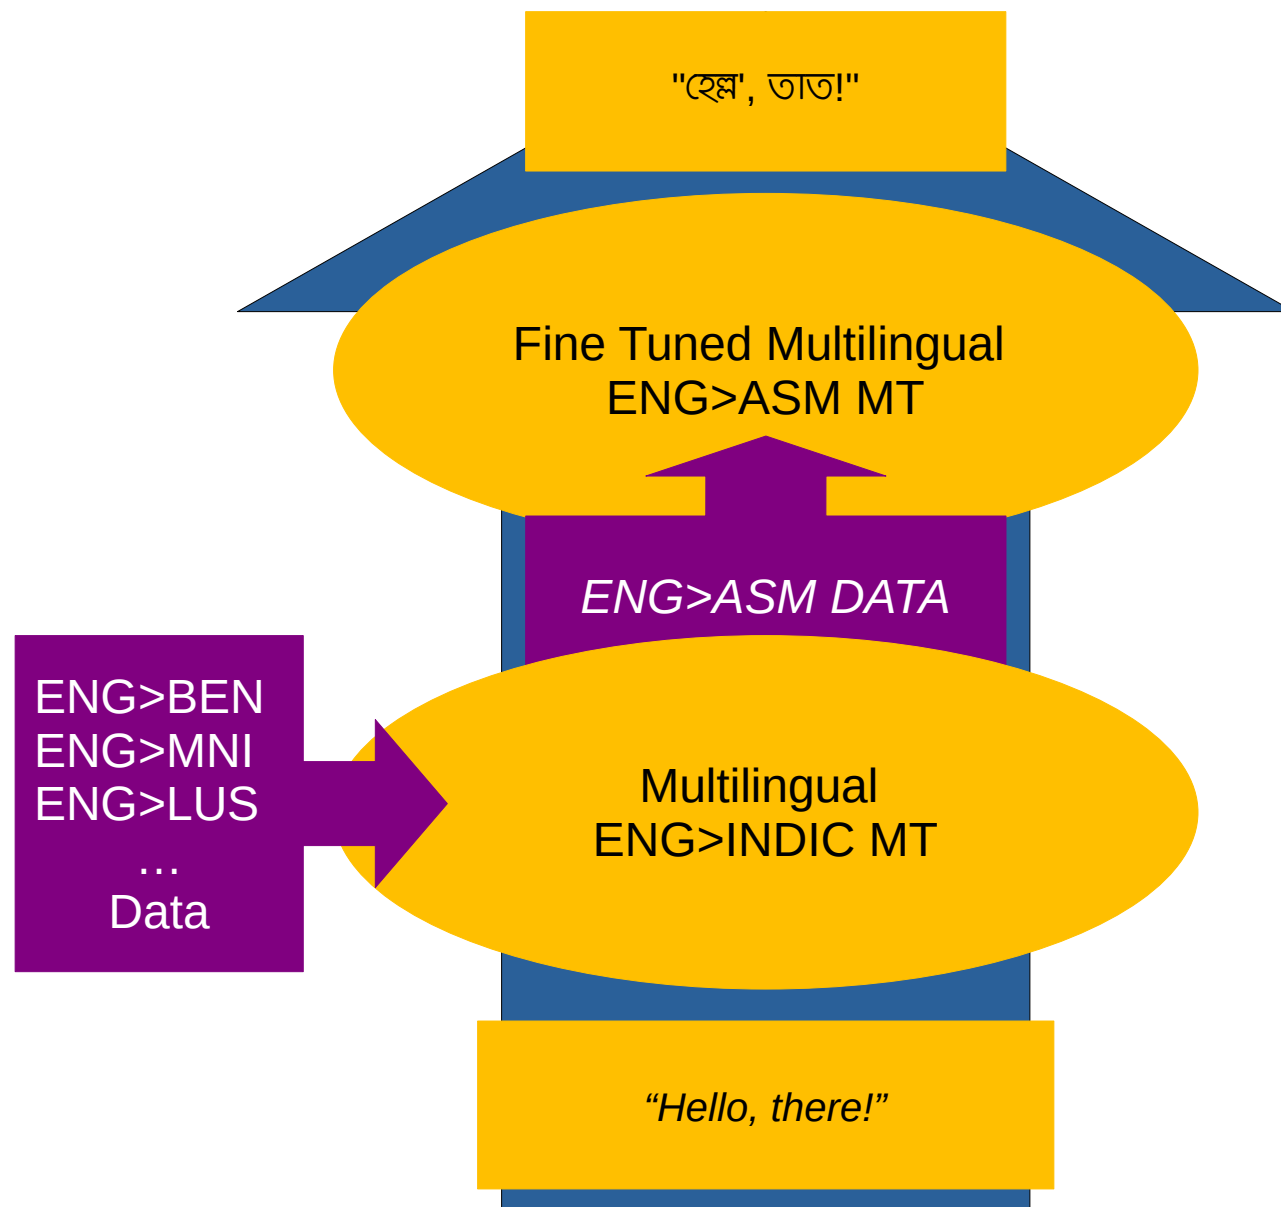 "হেল্ল', তাত!"
Fine Tuned Multilingual
ENG>ASM MT
ENG>ASM DATA
ENG>BEN
ENG>MNI
ENG>LUS
…
Data
Multilingual
ENG>INDIC MT
“Hello, there!”